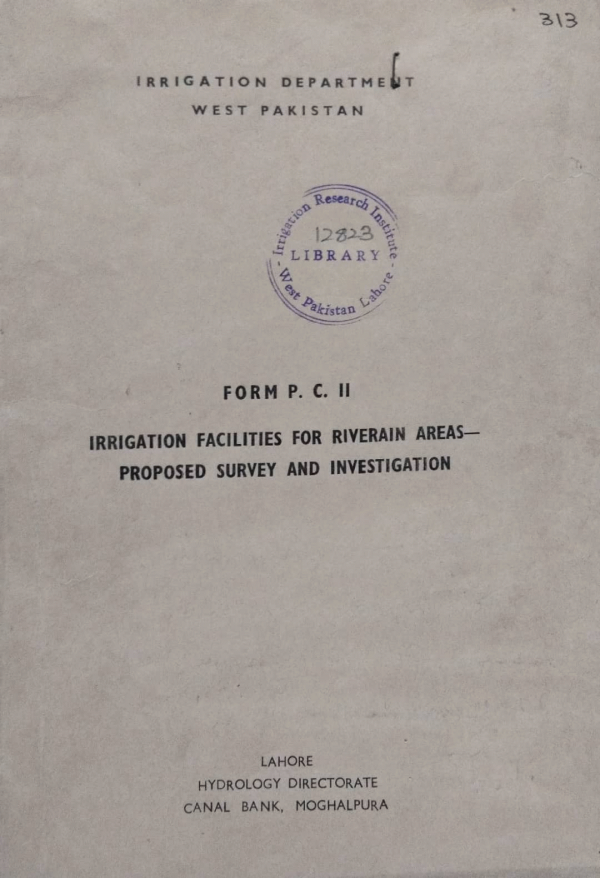 313
IRRIGATION DEPARTMENT
WEST PAKISTAN
Irrigation Research Institute
12823
LIBRARY
West Pakistan Lahore
FORM P. C. II
IRRIGATION FACILITIES FOR RIVERAIN AREAS—
PROPOSED SURVEY AND INVESTIGATION
LAHORE
HYDROLOGY DIRECTORATE
CANAL BANK, MOGHALPURA